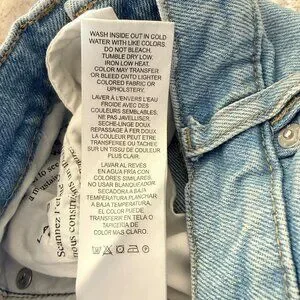 WASH INSIDE OUT IN COLD
WATER WITH LIKE COLORS.
DO NOT BLEACH.
TUMBLE DRY LOW.
IRON LOW HEAT.
COLOR MAY TRANSFER
OR BLEED ONTO LIGHTER
COLORED FABRIC OR
UPHOLSTERY.
LAVER À L'ENVERS L'EAU
FROIDE AVEC DES
COULEURS SEMBLABLES.
NE PAS JAVELLISER.
SÉCHE-LINGE DOUX
REPASSAGE À FER DOUX.
LA COULEUR PEUT ÊTRE
TRANSFÉRÉE OU TACHÉE
SUR UN TISSU DE COULEUR
PLUS CLAIR.
LAVAR AL REVÉS
EN AGUA FRÍA CON
COLORES SIMILARES.
NO USAR BLANQUEADOR.
SECADORA A BAJA
TEMPERATURA PLANCHAR
A BAJA TEMPERATURA.
EL COLOR PUEDE
TRANSFERIR EN TELA O
TAPICERÍA DE COLOR
MAS CLARO.
Scannez
nous